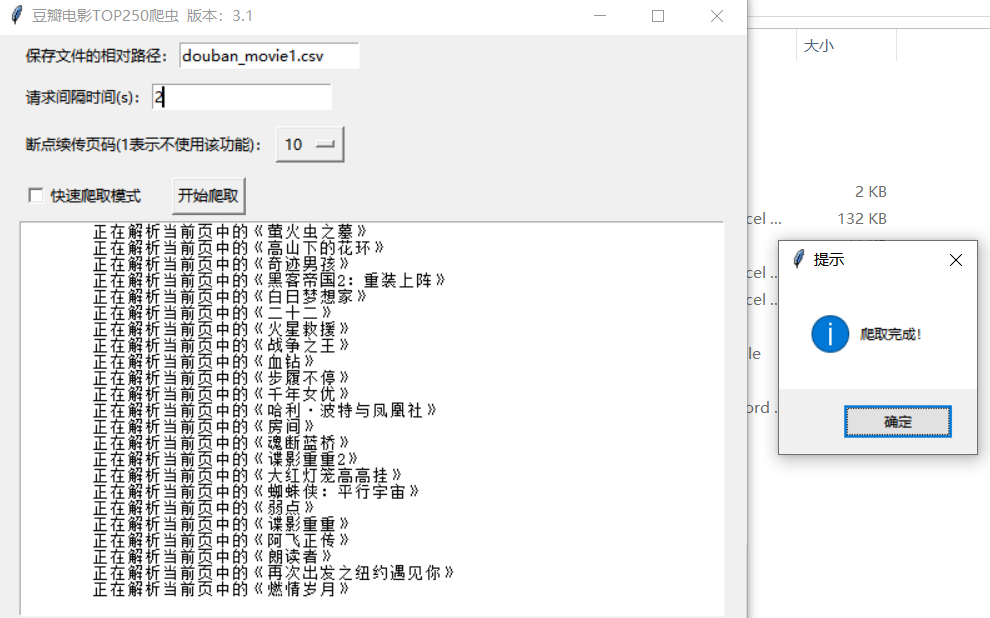 豆瓣电影TOP250爬虫 版本：3.1
保存文件的相对路径： douban_movie1.csv
请求间隔时间(s)： 2
断点续传页码(1表示不使用该功能)： 10
快速爬取模式 开始爬取
正在解析当前页中的《萤火虫之墓》
正在解析当前页中的《高山下的花环》
正在解析当前页中的《奇迹男孩》
正在解析当前页中的《黑客帝国2：重装上阵》
正在解析当前页中的《白日梦想家》
正在解析当前页中的《二十二》
正在解析当前页中的《火星救援》
正在解析当前页中的《战争之王》
正在解析当前页中的《血钻》
正在解析当前页中的《步履不停》
正在解析当前页中的《千年女优》
正在解析当前页中的《哈利·波特与凤凰社》
正在解析当前页中的《房间》
正在解析当前页中的《魂断蓝桥》
正在解析当前页中的《谍影重重2》
正在解析当前页中的《大红灯笼高高挂》
正在解析当前页中的《蜘蛛侠：平行宇宙》
正在解析当前页中的《弱点》
正在解析当前页中的《谍影重重》
正在解析当前页中的《阿飞正传》
正在解析当前页中的《朗读者》
正在解析当前页中的《再次出发之纽约遇见你》
正在解析当前页中的《燃情岁月》
大小
2 KB
cel ... 132 KB
提示
cel ..
cel ..
爬取完成!
le
ord .
确定